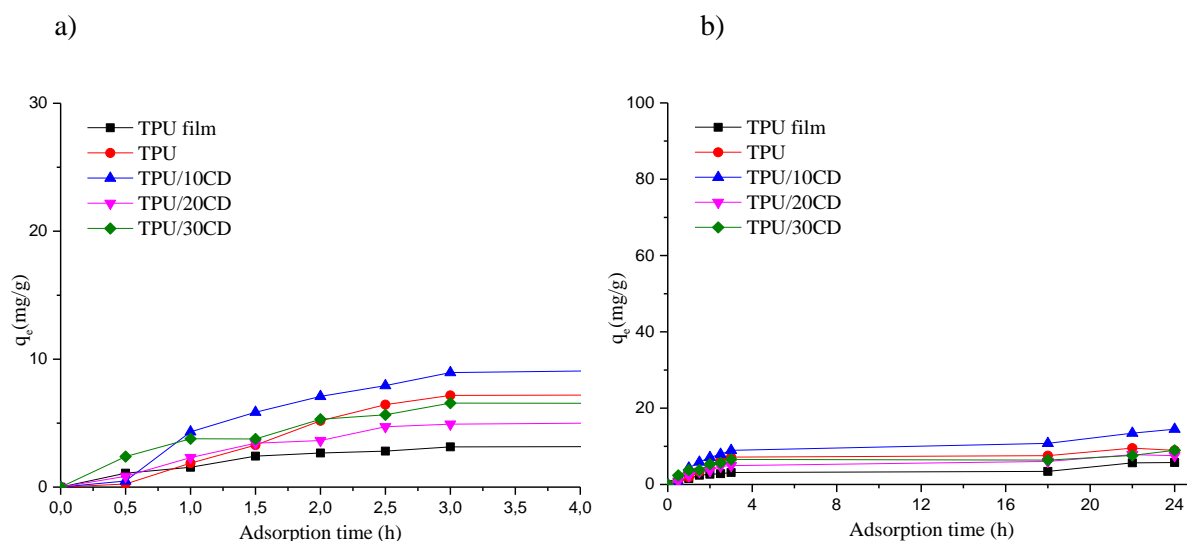 a)
30
20
10
0
qe(mg/g)
TPU film
TPU
TPU/10CD
TPU/20CD
TPU/30CD
0,0 0,5 1,0 1,5 2,0 2,5 3,0 3,5 4,0
Adsorption time (h)
b)
100
80
60
40
20
0
qe(mg/g)
TPU film
TPU
TPU/10CD
TPU/20CD
TPU/30CD
0 4 8 12 16 20 24
Adsorption time (h)